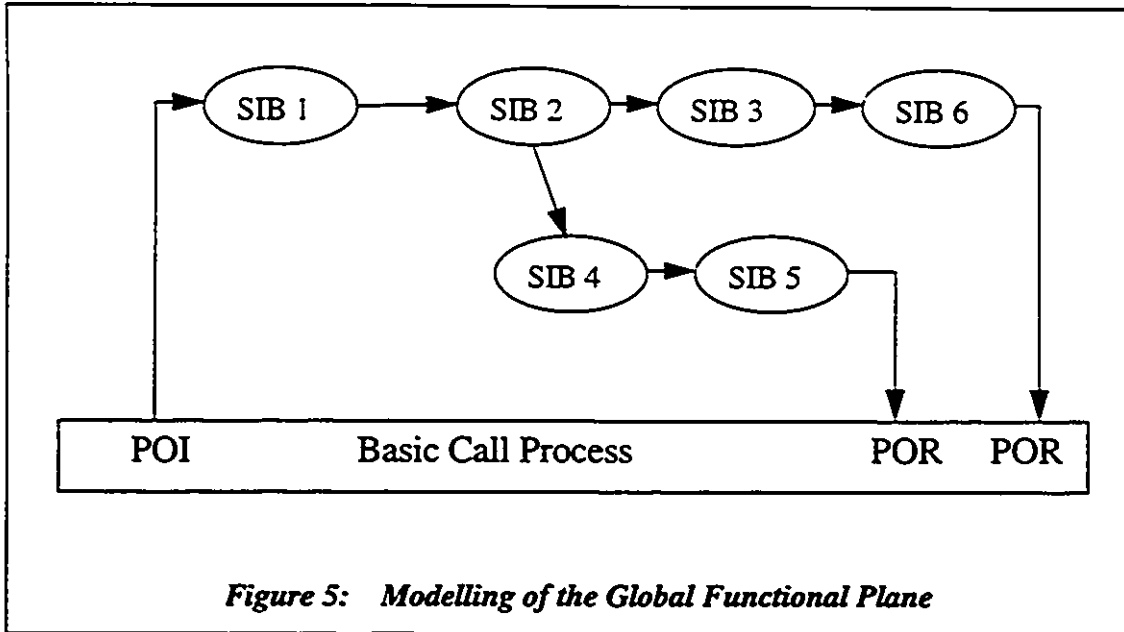 SIB 1
SIB 2
SIB 3
SIB 6
SIB 4
SIB 5
POI
Basic Call Process
POR
POR
Figure 5: Modelling of the Global Functional Plane